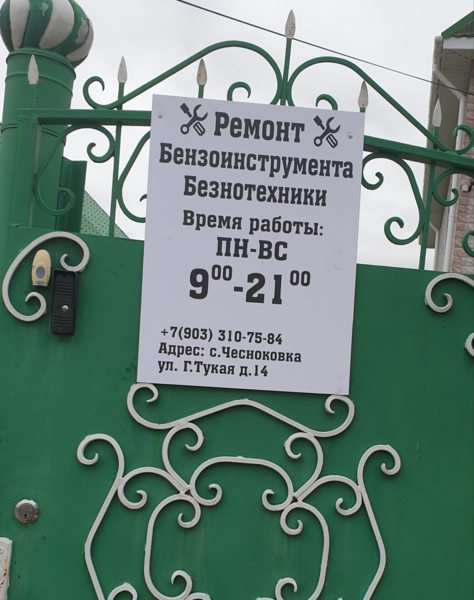 Ремонт
Бензоинструмента
Безнотехники
Время работы:
ПН-ВС
9⁰⁰-21⁰⁰
+7(903) 310-75-84
Адрес: с.Чесноковка
ул. Г.Тукая д.14